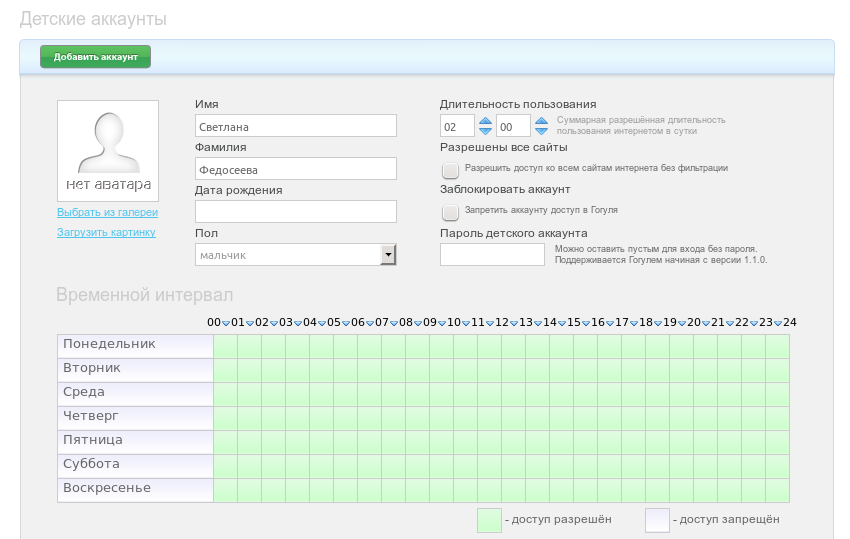 Детские аккаунты
Добавить аккаунт
нет аватара
Выбрать из галереи
Загрузить картинку
Имя
Светлана
Фамилия
Федосеева
Дата рождения
Пол
мальчик
Длительность пользования
02 00 Суммарная разрешённая длительность
пользования интернетом в сутки
Разрешены все сайты
Разрешить доступ ко всем сайтам интернета без фильтрации
Заблокировать аккаунт
Запретить аккаунту доступ в Гогуля
Пароль детского аккаунта
Можно оставить пустым для входа без пароля.
Поддерживается Гогулем начиная с версии 1.1.0.
Временной интервал
00 01 02 03 04 05 06 07 08 09 10 11 12 13 14 15 16 17 18 19 20 21 22 23 24
Понедельник
Вторник
Среда
Четверг
Пятница
Суббота
Воскресенье
- доступ разрешён - доступ запрещён